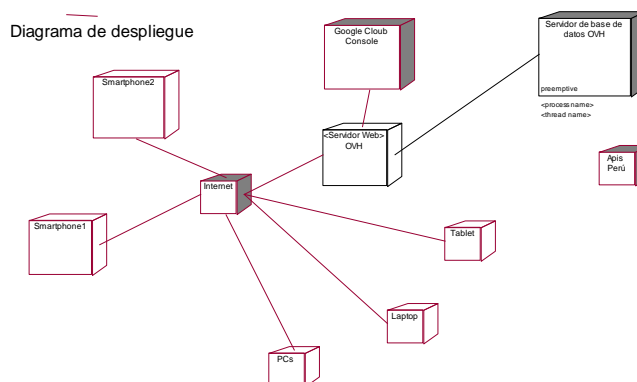 Diagrama de despliegue
Google Cloub
Console
Servidor de base de
datos OVH
preemptive
<process name>
<thread name>
Smartphone2
<Servidor Web>
OVH
Apis
Perú
Internet
Smartphone1
Tablet
Laptop
PCs